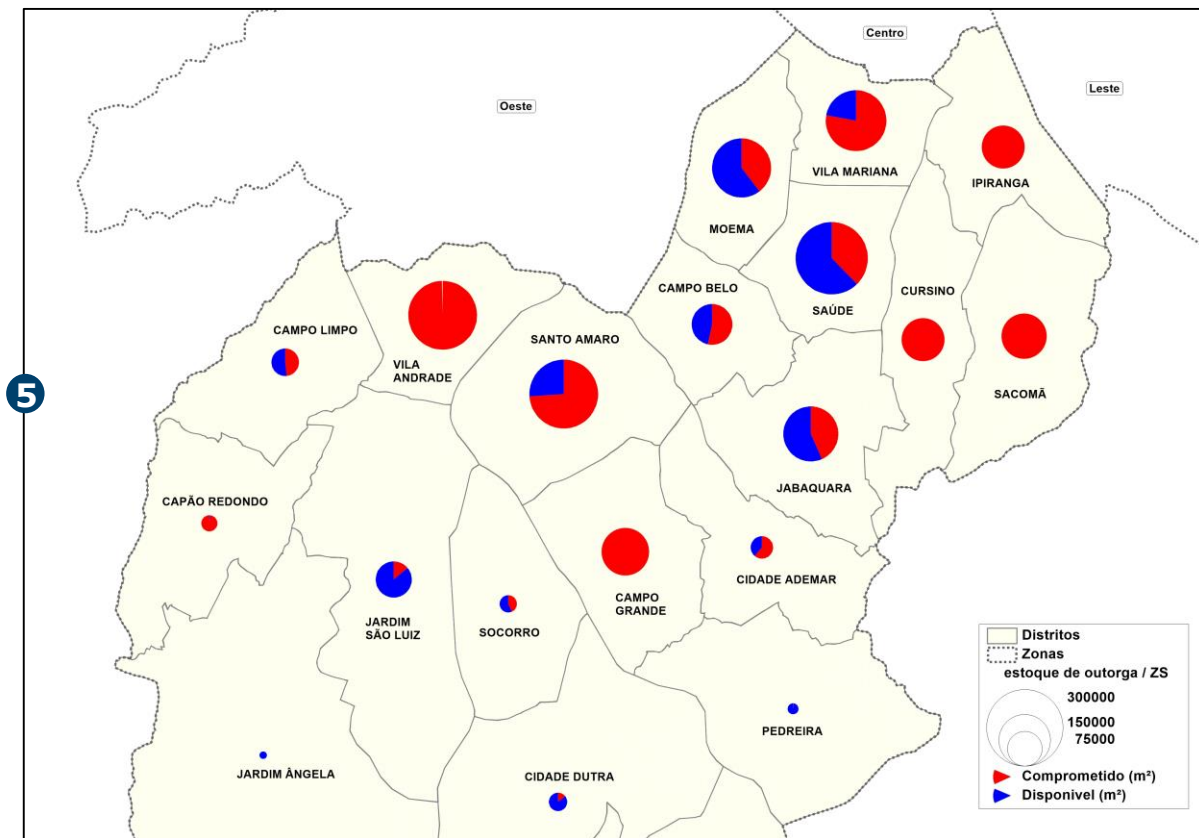 5
Centro
Oeste
Leste
VILA MARIANA
IPIRANGA
MOEMA
CAMPO BELO
SAÚDE
CURSINO
CAMPO LIMPO
SANTO AMARO
VILA
ANDRADE
SACOMÃ
JABAQUARA
CAPÃO REDONDO
CIDADE ADEMAR
CAMPO
GRANDE
JARDIM
SÃO LUIZ
SOCORRO
PEDREIRA
JARDIM ÂNGELA
CIDADE DUTRA
Distritos
Zonas
estoque de outorga / ZS
300000
150000
75000
Comprometido (m²)
Disponivel (m²)